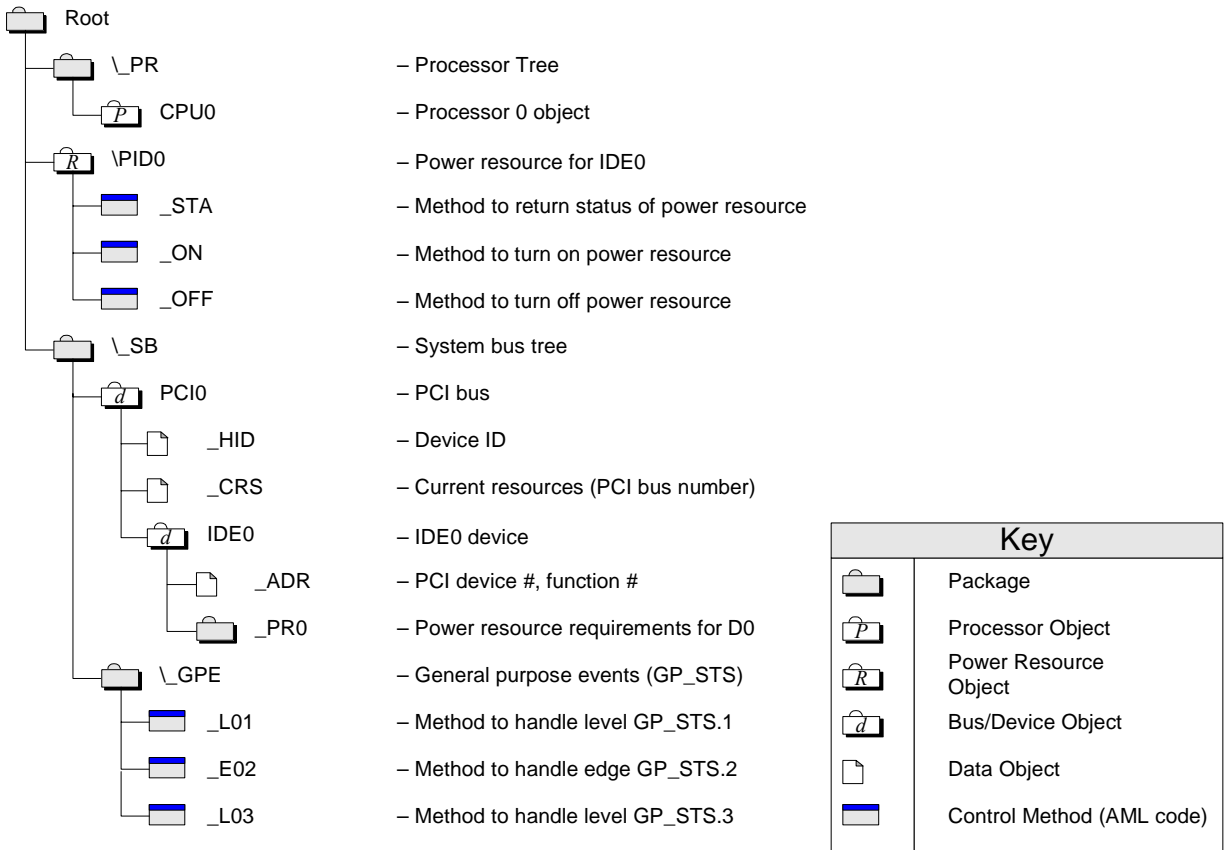 Root
\_PR – Processor Tree
P CPU0 – Processor 0 object
R \PID0 – Power resource for IDE0
_STA – Method to return status of power resource
_ON – Method to turn on power resource
_OFF – Method to turn off power resource
\_SB – System bus tree
d PCI0 – PCI bus
_HID – Device ID
_CRS – Current resources (PCI bus number)
d IDE0 – IDE0 device
_ADR – PCI device #, function #
_PR0 – Power resource requirements for D0
\_GPE – General purpose events (GP_STS)
_L01 – Method to handle level GP_STS.1
_E02 – Method to handle edge GP_STS.2
_L03 – Method to handle level GP_STS.3
Key
Package
P Processor Object
R Power Resource
Object
d Bus/Device Object
Data Object
Control Method (AML code)